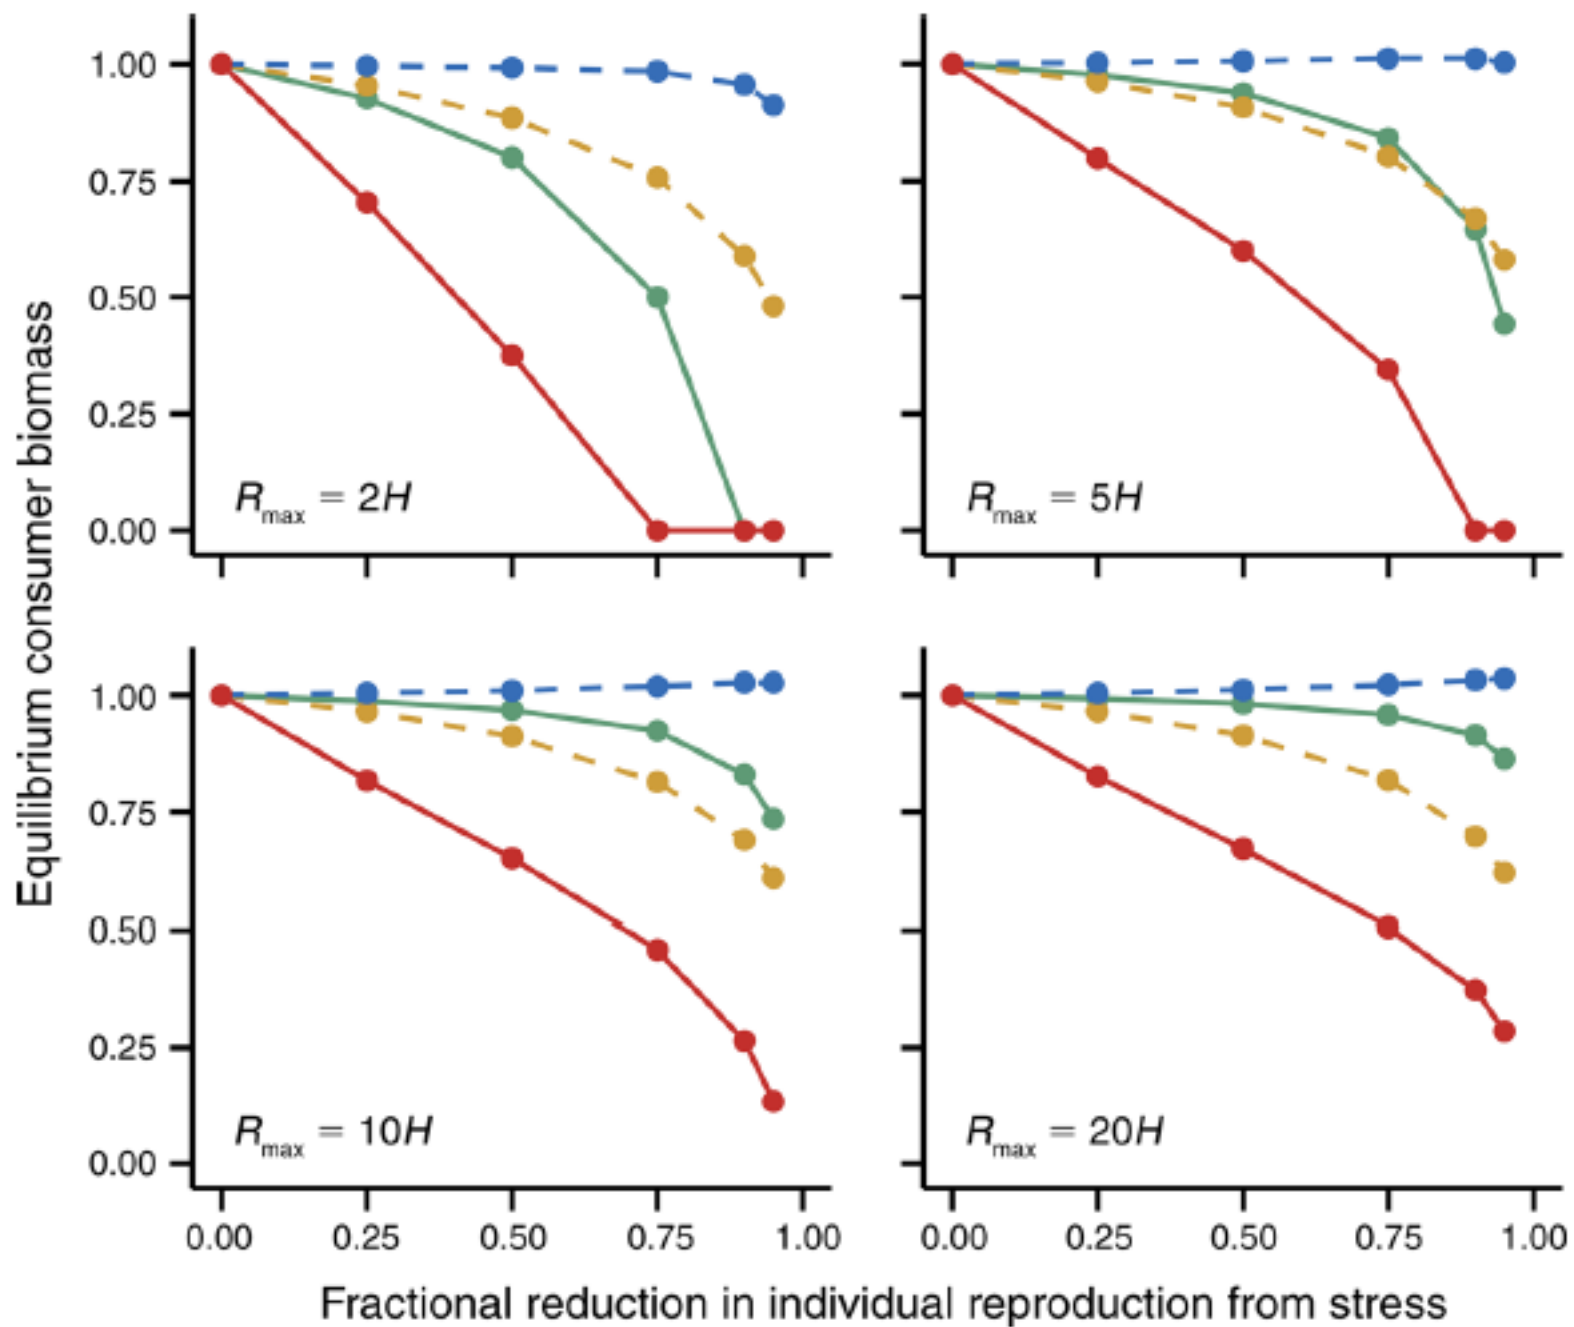 Equilibrium consumer biomass
1.00
0.75
0.50
0.25
0.00
Rmax = 2H
Rmax = 5H
1.00
0.75
0.50
0.25
0.00
Rmax = 10H
Rmax = 20H
0.00 0.25 0.50 0.75 1.00
0.00 0.25 0.50 0.75 1.00
Fractional reduction in individual reproduction from stress